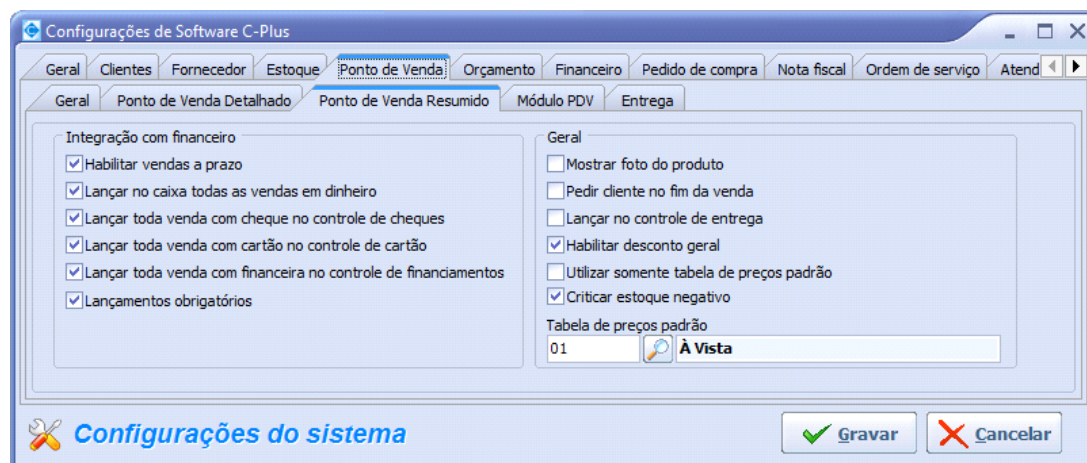 Configurações de Software C-Plus
Geral Clientes Fornecedor Estoque Ponto de Venda Orçamento Financeiro Pedido de compra Nota fiscal Ordem de serviço Atend
Geral Ponto de Venda Detalhado Ponto de Venda Resumido Módulo PDV Entrega
Integração com financeiro
Habilitar vendas a prazo
Lançar no caixa todas as vendas em dinheiro
Lançar toda venda com cheque no controle de cheques
Lançar toda venda com cartão no controle de cartão
Lançar toda venda com financeira no controle de financiamentos
Lançamentos obrigatórios
Geral
Mostrar foto do produto
Pedir cliente no fim da venda
Lançar no controle de entrega
Habilitar desconto geral
Utilizar somente tabela de preços padrão
Criticar estoque negativo
Tabela de preços padrão
01 À Vista
Configurações do sistema
Gravar Cancelar